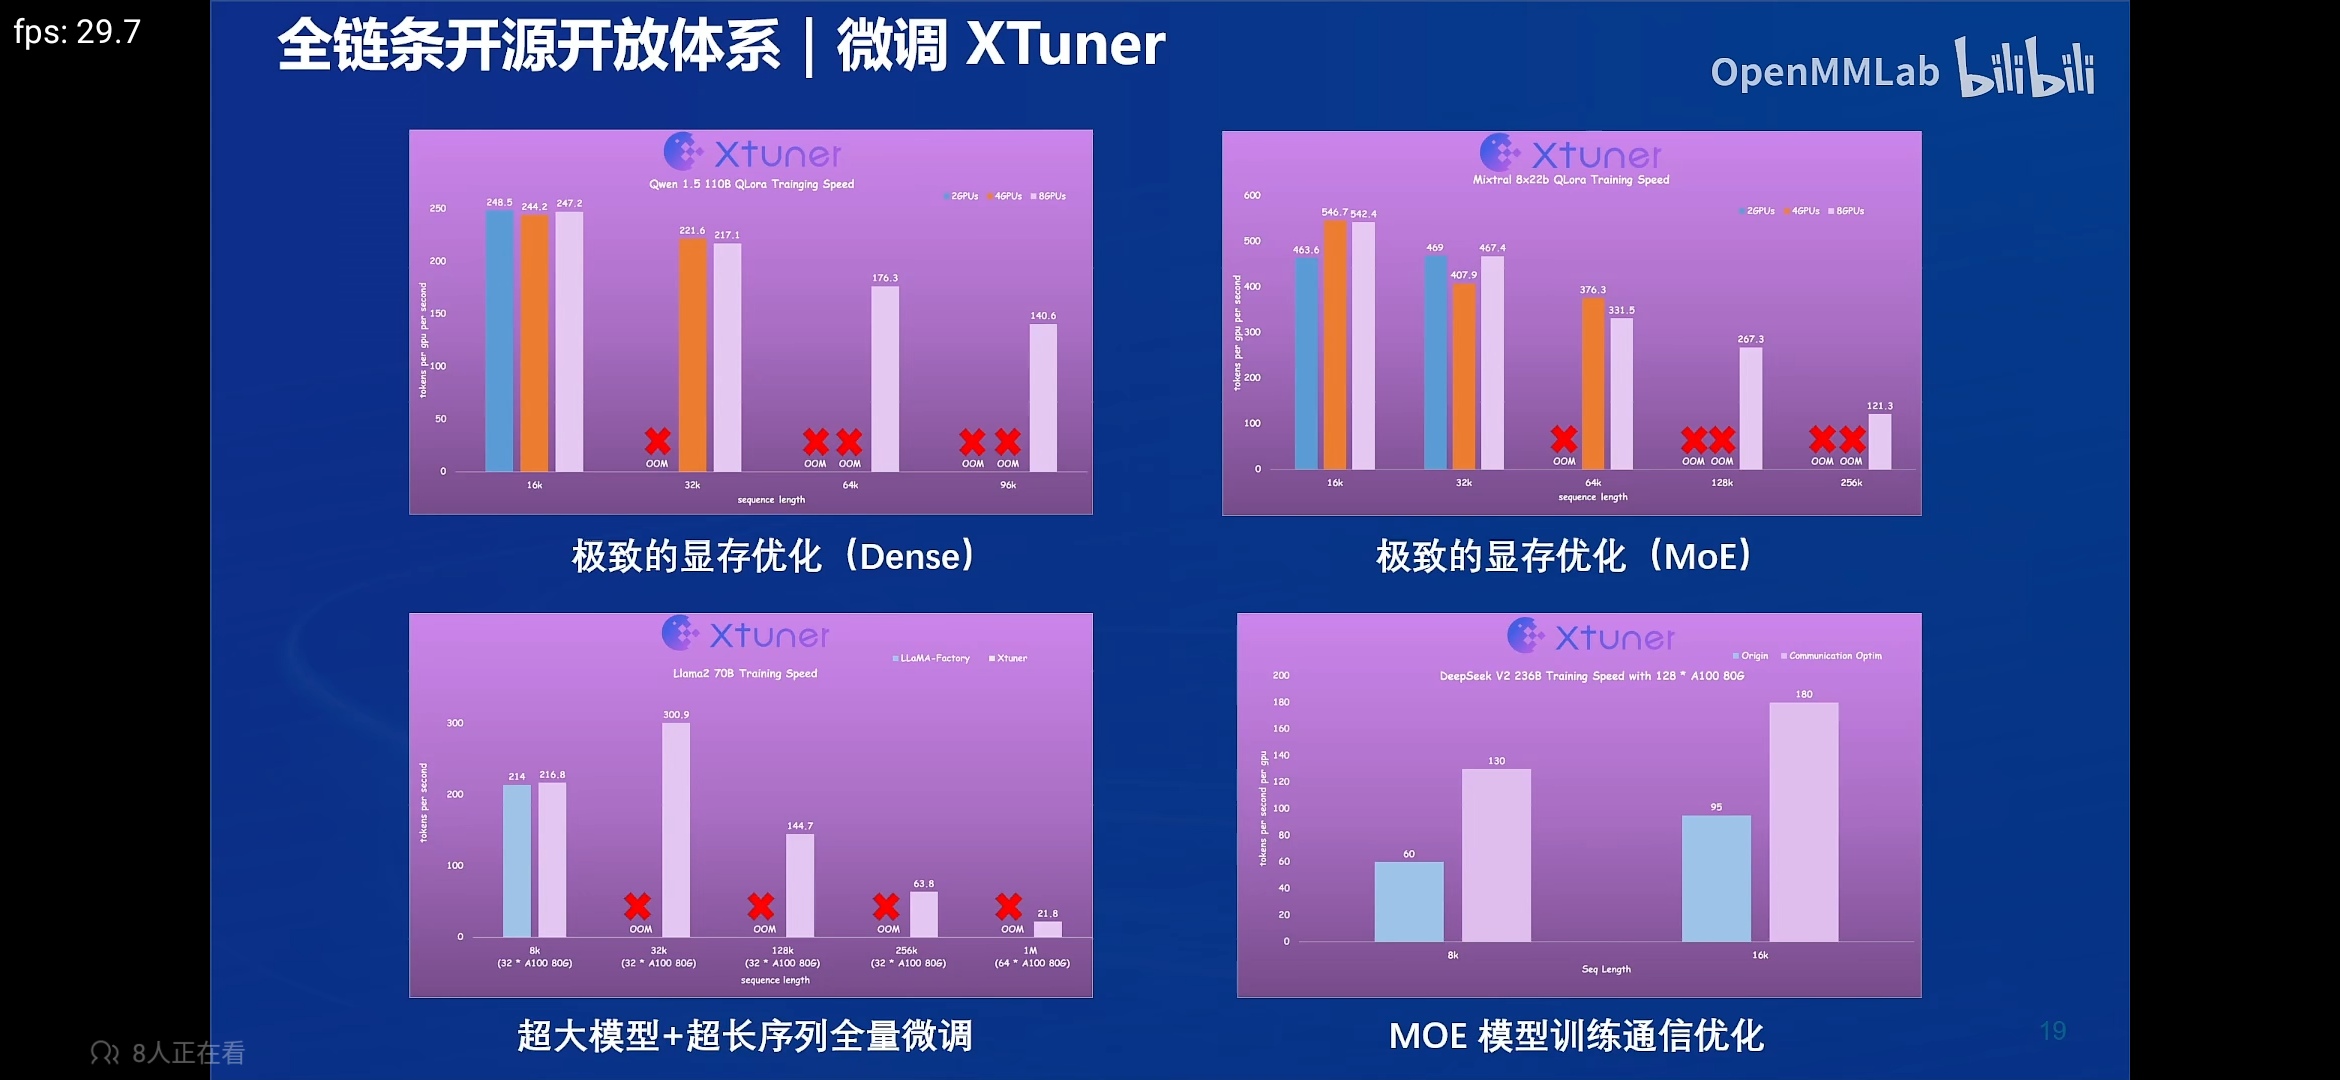 fps: 29.7
全链条开源开放体系 | 微调 XTuner
OpenMMLab bilibili
Xtuner
Qwen 1.5 110B QLora Trainging Speed
2GPUs 4GPUs 8GPUs
tokens per gpu per second
250
200
150
100
50
0
248.5 244.2 247.2
221.6 217.1
176.3
140.6
OOM OOM OOM OOM OOM
16k 32k 64k 96k
sequence length
极致的显存优化（Dense）
Xtuner
Mixtral 8x22b QLora Training Speed
2GPUs 4GPUs 8GPUs
tokens per gpu per second
600
500
400
300
200
100
0
463.6 546.7 542.4
469 407.9 467.4
376.3 331.5
267.3
121.3
OOM OOM OOM OOM OOM
16k 32k 64k 128k 256k
sequence length
极致的显存优化（MoE）
Xtuner
LLaMA-Factory Xtuner
Llama2 70B Training Speed
tokens per second
300
200
100
0
214 216.8
300.9
144.7
63.8
21.8
OOM OOM OOM OOM
8k 32k 128k 256k 1M
(32 * A100 80G) (32 * A100 80G) (32 * A100 80G) (32 * A100 80G) (64 * A100 80G)
sequence length
超大模型+超长序列全量微调
Xtuner
Origin Communication Optim
DeepSeek V2 236B Training Speed with 128 * A100 80G
tokens per second per gpu
200
180
160
140
120
100
80
60
40
20
0
60 130
95 180
8k 16k
Seq Length
MOE 模型训练通信优化
8人正在看
19